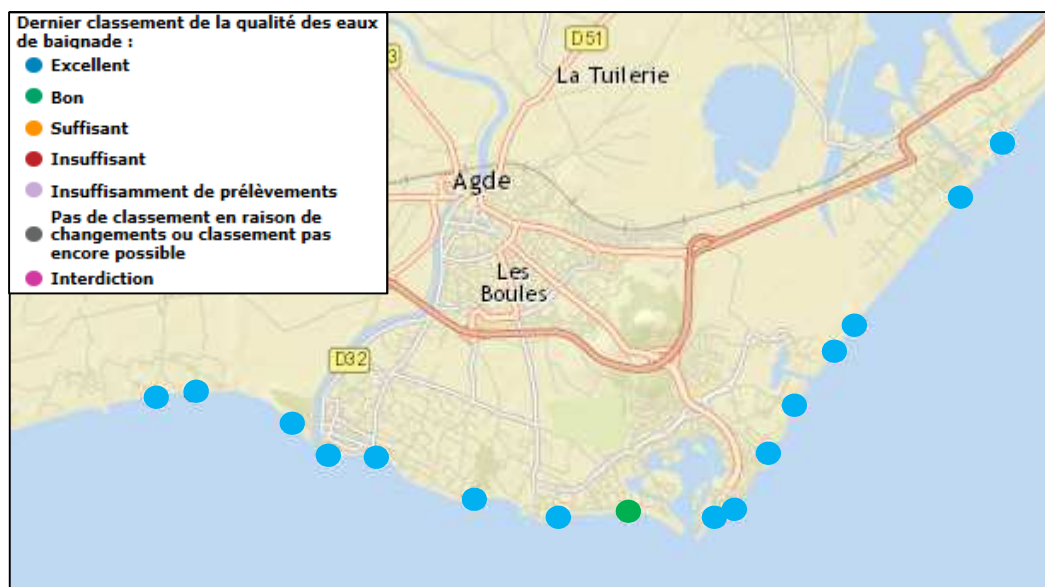 Dernier classement de la qualité des eaux
de baignade :
Excellent
Bon
Suffisant
Insuffisant
Insuffisamment de prélèvements
Pas de classement en raison de
changements ou classement pas
encore possible
Interdiction
3
D51
La Tuilerie
Agde
Les
Boules
D32